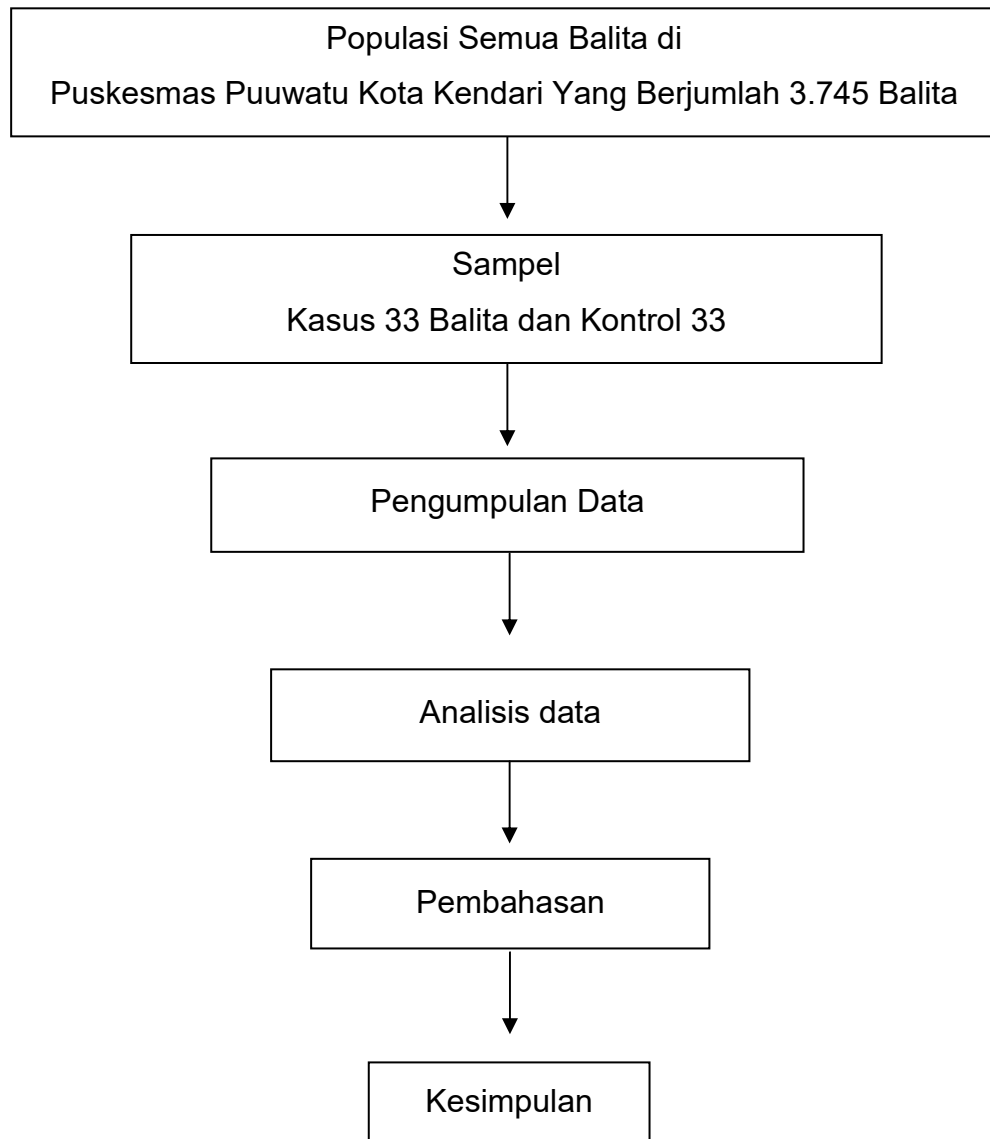 Populasi Semua Balita di
Puskesmas Puuwatu Kota Kendari Yang Berjumlah 3.745 Balita
Sampel
Kasus 33 Balita dan Kontrol 33
Pengumpulan Data
Analisis data
Pembahasan
Kesimpulan